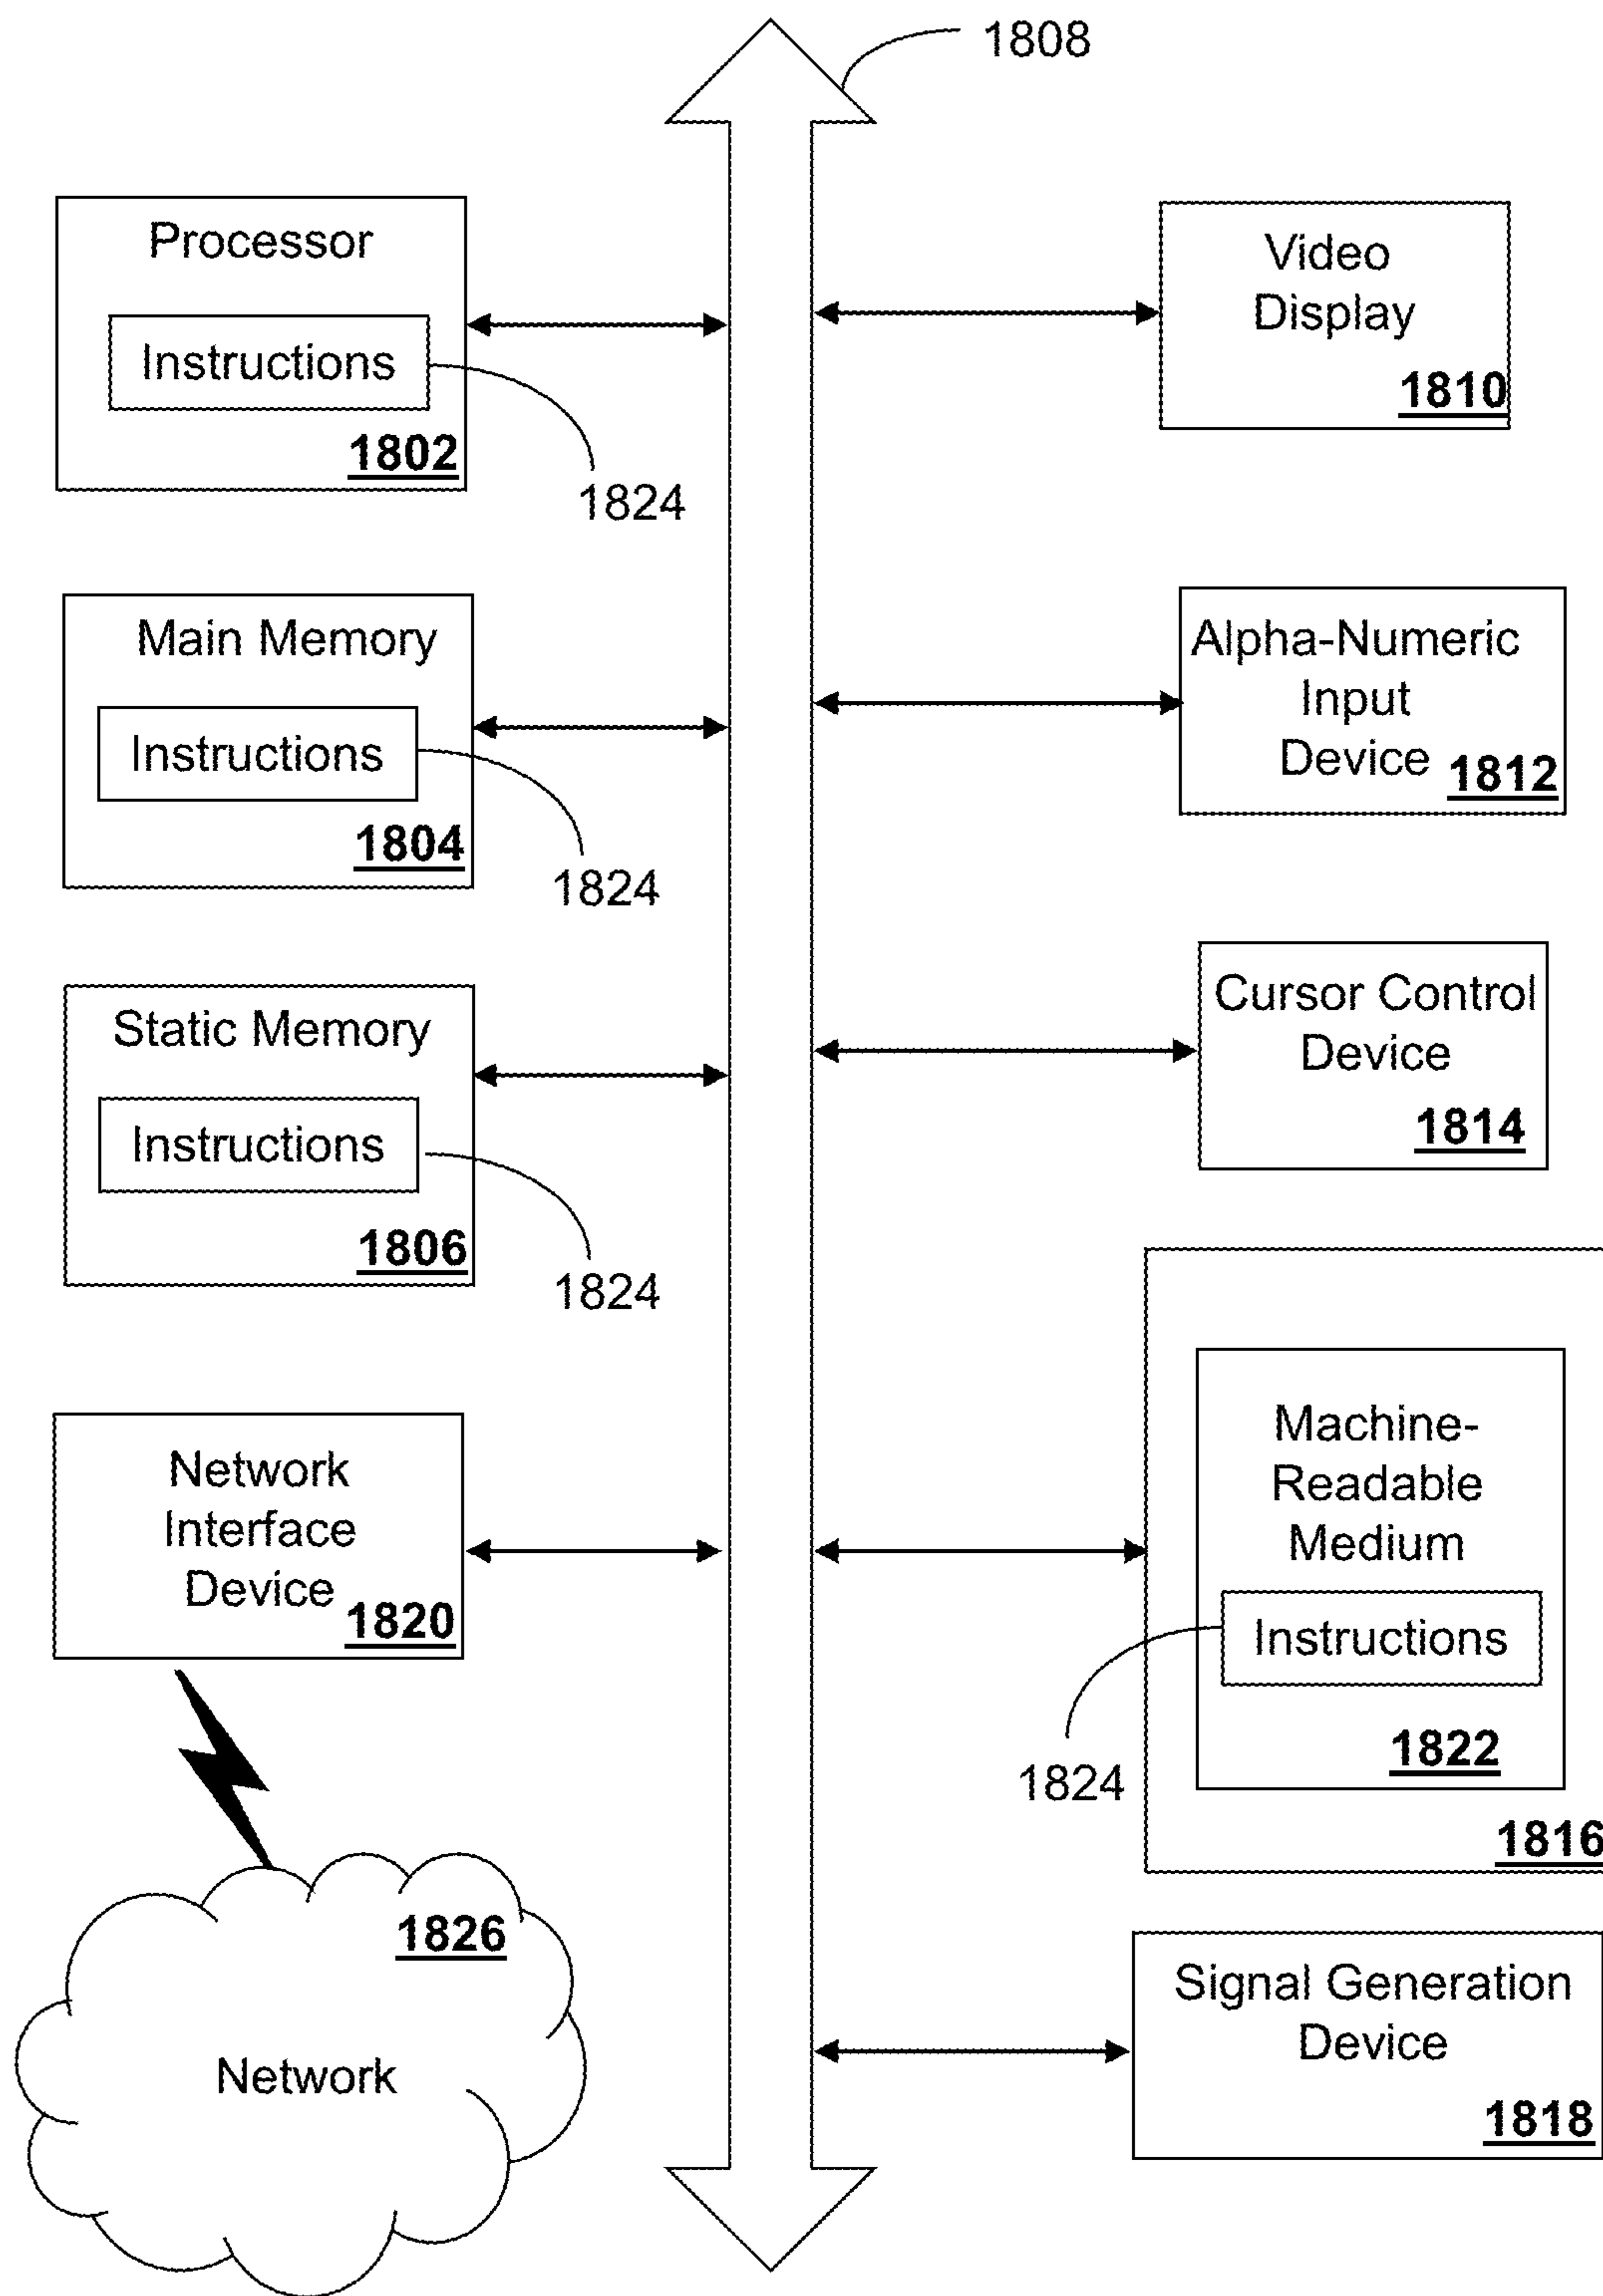 1808
Processor
Instructions
1802
1824
Main Memory
Instructions
1804
1824
Static Memory
Instructions
1806
1824
Network
Interface
Device
1820
1826
Network
Video
Display
1810
Alpha-Numeric
Input
Device
1812
Cursor Control
Device
1814
Machine-
Readable
Medium
Instructions
1822
1824
1816
Signal Generation
Device
1818